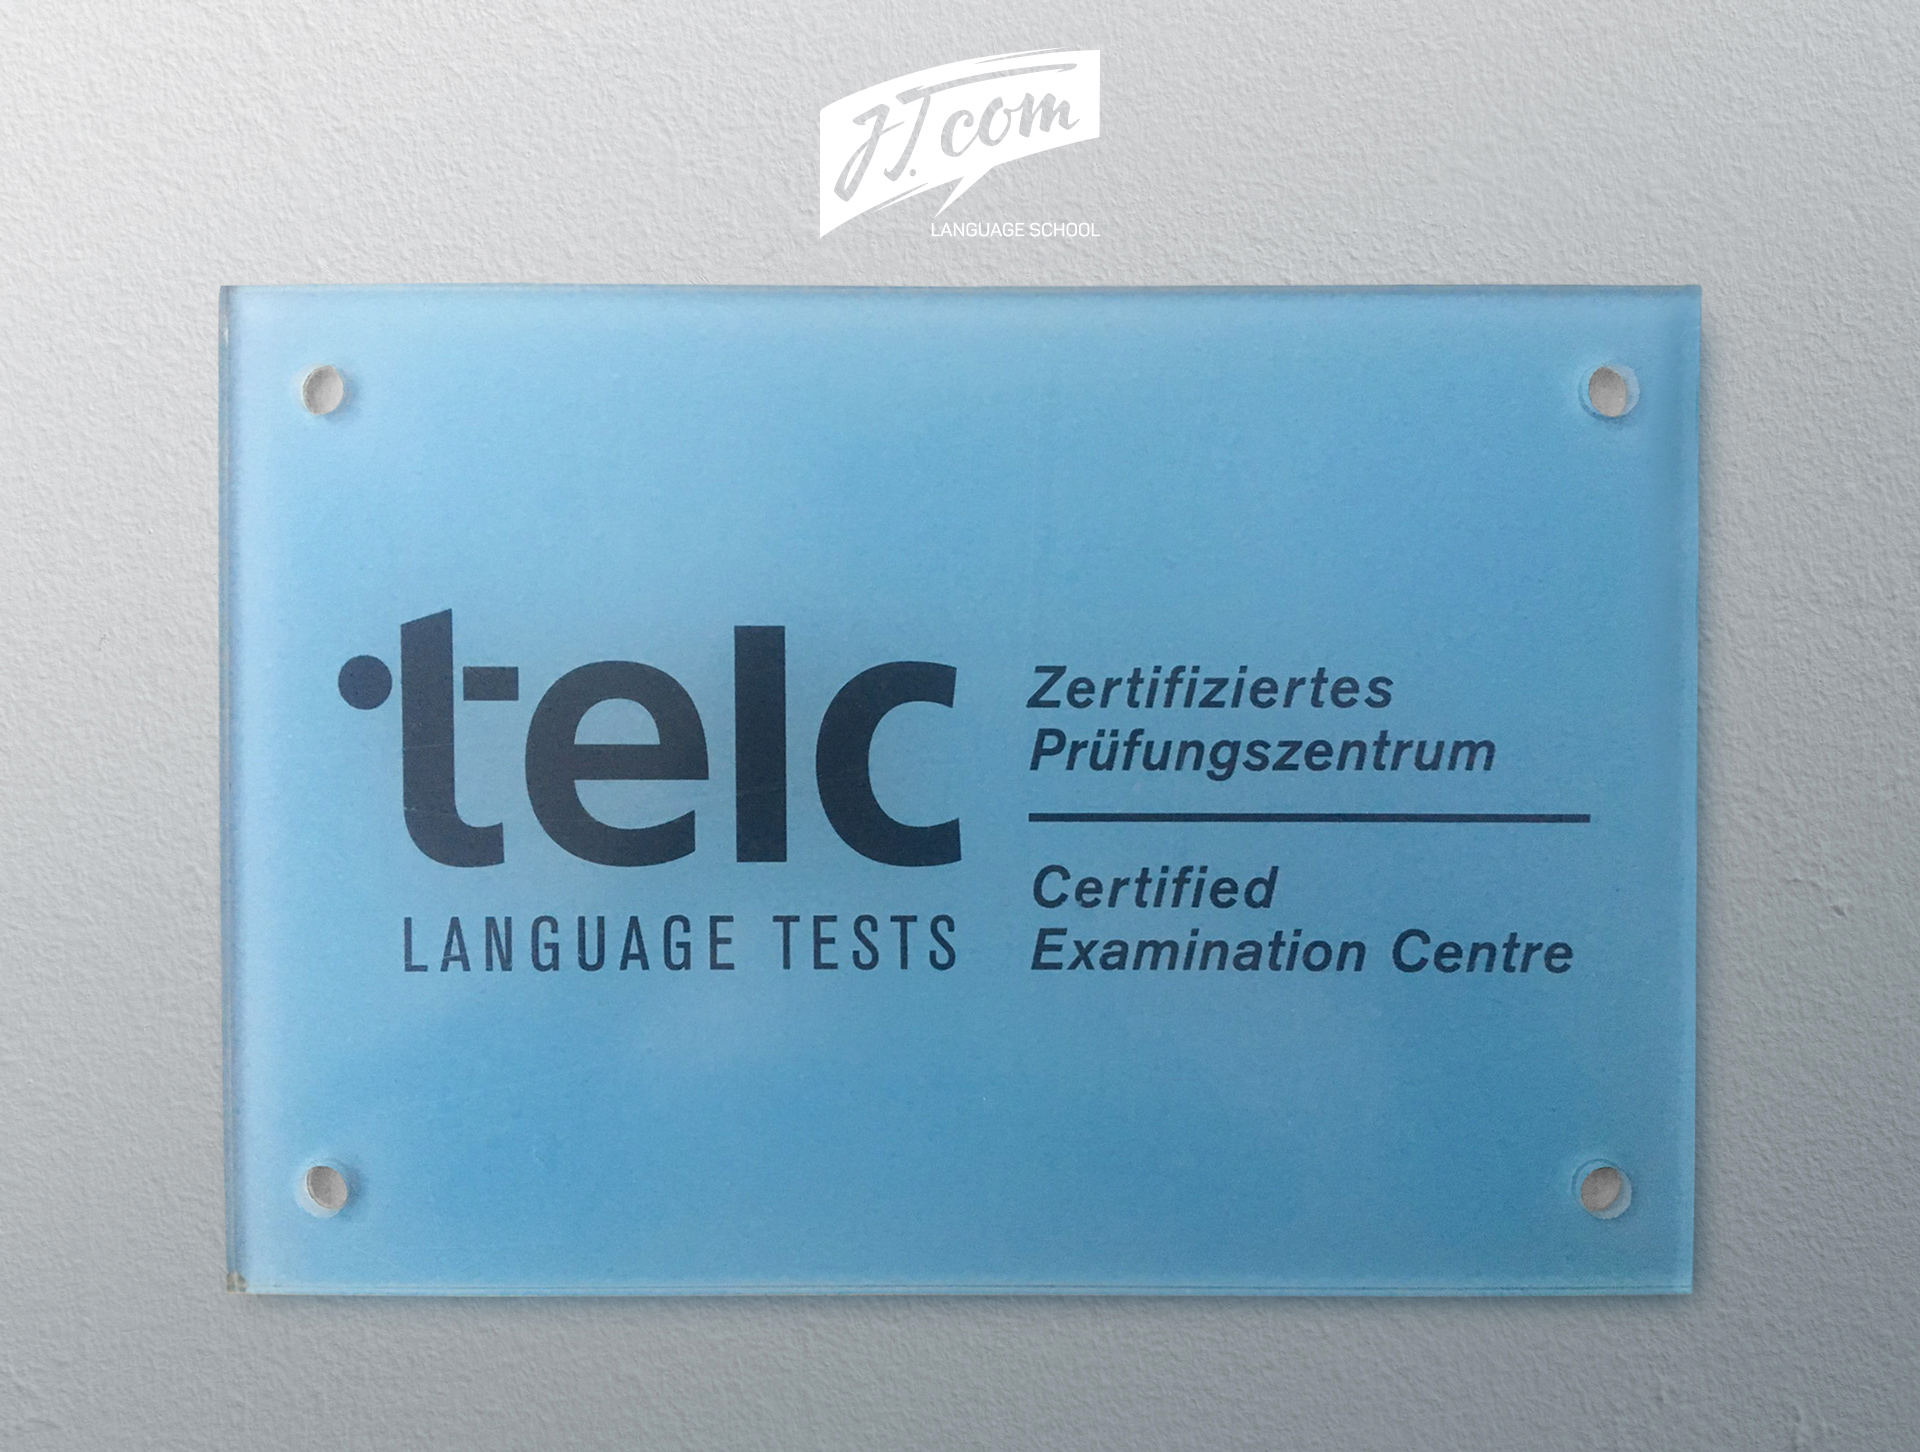 J.T.com
LANGUAGE SCHOOL
telc
LANGUAGE TESTS
Zertifiziertes
Prüfungszentrum
Certified
Examination Centre